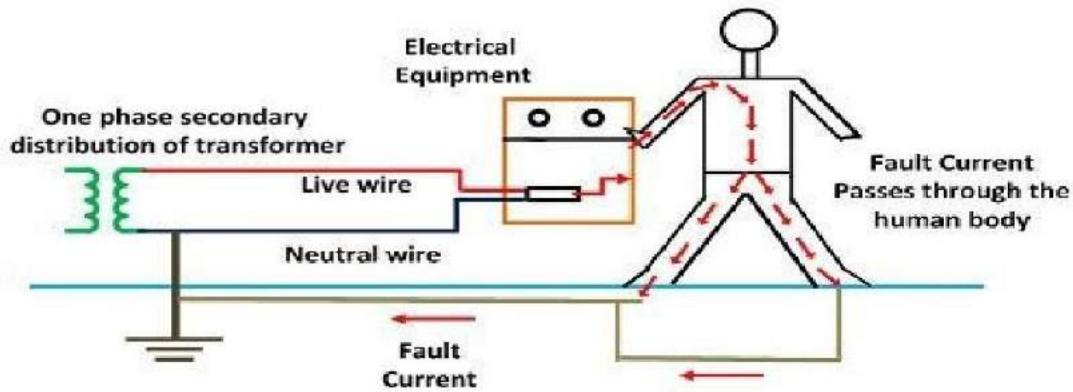 Electrical
Equipment
One phase secondary
distribution of transformer
Live wire
Neutral wire
Fault Current
Passes through the
human body
Fault
Current